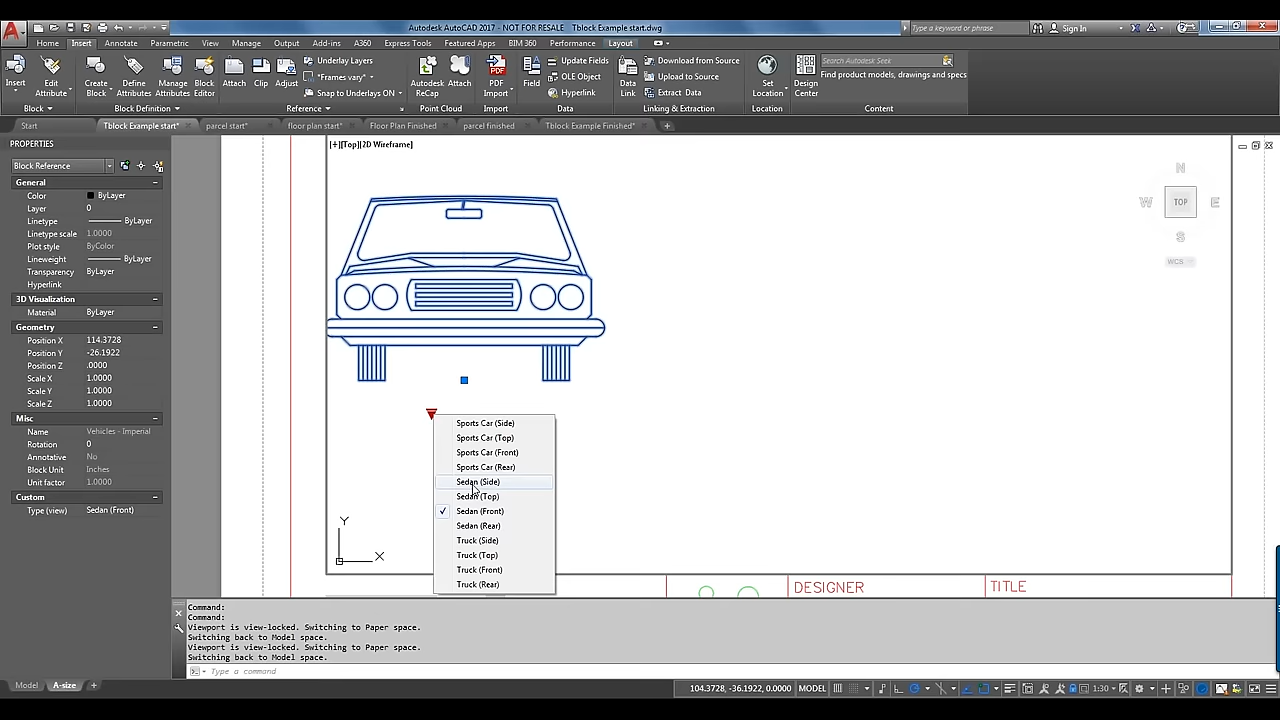 Autodesk AutoCAD 2017 - NOT FOR RESALE Tblock Example start.dwg
Type a keyword or phrase
Sign In
Home Insert Annotate Parametric View Manage Output Add-ins A360 Express Tools Featured Apps BIM 360 Performance Layout
Insert
Edit Attribute
Create Block
Define Attributes
Manage Attributes
Block Editor
Attach
Clip
Adjust
Underlay Layers
*Frames vary*
Snap to Underlays ON
Autodesk ReCap
Attach
PDF Import
Field
Update Fields
OLE Object
Hyperlink
Data Link
Download from Source
Upload to Source
Extract Data
Set Location
Design Center
Search Autodesk Seek
Find product models, drawings and specs
Block
Block Definition
Reference
Point Cloud
Import
Data
Linking & Extraction
Location
Content
Start
Tblock Example start*
parcel start*
floor plan start*
Floor Plan Finished
parcel finished
Tblock Example Finished*
PROPERTIES
Block Reference
General
Color ByLayer
Layer 0
Linetype ByLayer
Linetype scale 1.0000
Plot style ByColor
Lineweight ByLayer
Transparency ByLayer
Hyperlink
3D Visualization
Material ByLayer
Geometry
Position X 114.3728
Position Y -26.1922
Position Z .0000
Scale X 1.0000
Scale Y 1.0000
Scale Z 1.0000
Misc
Name Vehicles - Imperial
Rotation 0
Annotative No
Block Unit Inches
Unit factor 1.0000
Custom
Type (view) Sedan (Front)
[+][Top][2D Wireframe]
N
W TOP E
S
WCS
Sports Car (Side)
Sports Car (Top)
Sports Car (Front)
Sports Car (Rear)
Sedan (Side)
Sedan (Top)
Sedan (Front)
Sedan (Rear)
Truck (Side)
Truck (Top)
Truck (Front)
Truck (Rear)
Y
X
DESIGNER
TITLE
Command:
Command:
Viewport is view-locked. Switching to Paper space.
Switching back to Model space.
Viewport is view-locked. Switching to Paper space.
Switching back to Model space.
Type a command
Model A-size
104.3728, -36.1922, 0.0000 MODEL
1:30